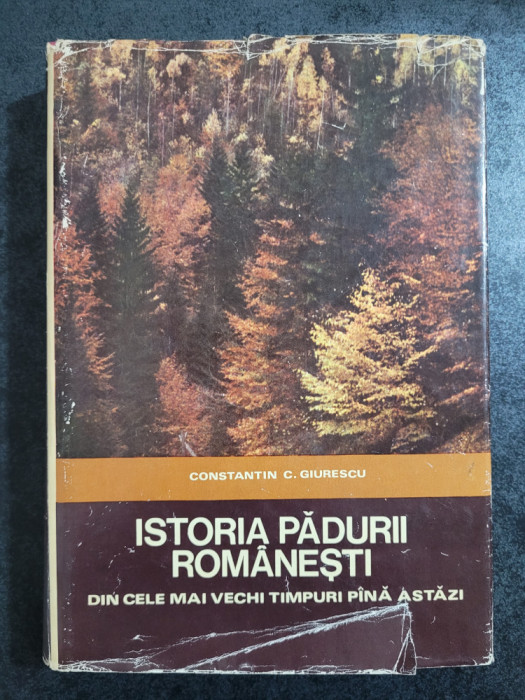 CONSTANTIN C. GIURESCU
ISTORIA PĂDURII
ROMÂNEȘTI
DIN CELE MAI VECHI TIMPURI PÎNĂ ASTĂZI